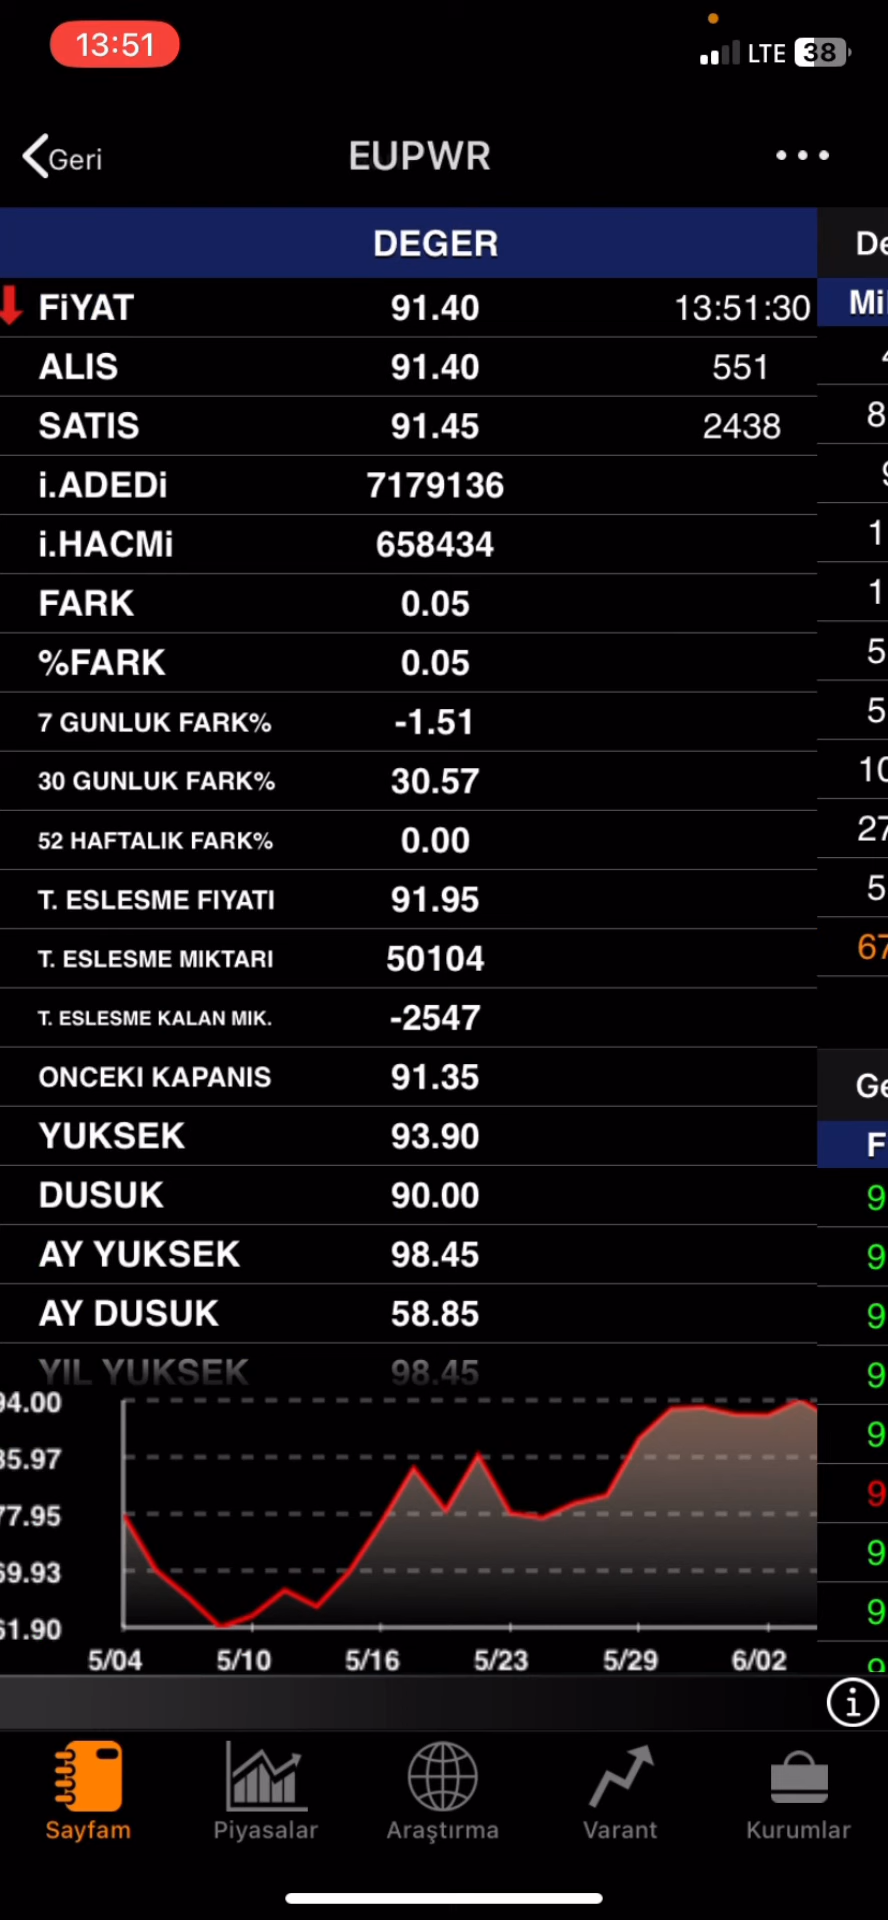 13:51
LTE 38
Geri
EUPWR
DEGER
FiYAT 91.40 13:51:30
ALIS 91.40 551
SATIS 91.45 2438
i.ADEDi 7179136
i.HACMi 658434
FARK 0.05
%FARK 0.05
7 GUNLUK FARK% -1.51
30 GUNLUK FARK% 30.57
52 HAFTALIK FARK% 0.00
T. ESLESME FIYATI 91.95
T. ESLESME MIKTARI 50104
T. ESLESME KALAN MIK. -2547
ONCEKI KAPANIS 91.35
YUKSEK 93.90
DUSUK 90.00
AY YUKSEK 98.45
AY DUSUK 58.85
YIL YUKSEK 98.45
94.00
85.97
77.95
69.93
61.90
5/04 5/10 5/16 5/23 5/29 6/02
Sayfam Piyasalar Araştırma Varant Kurumlar